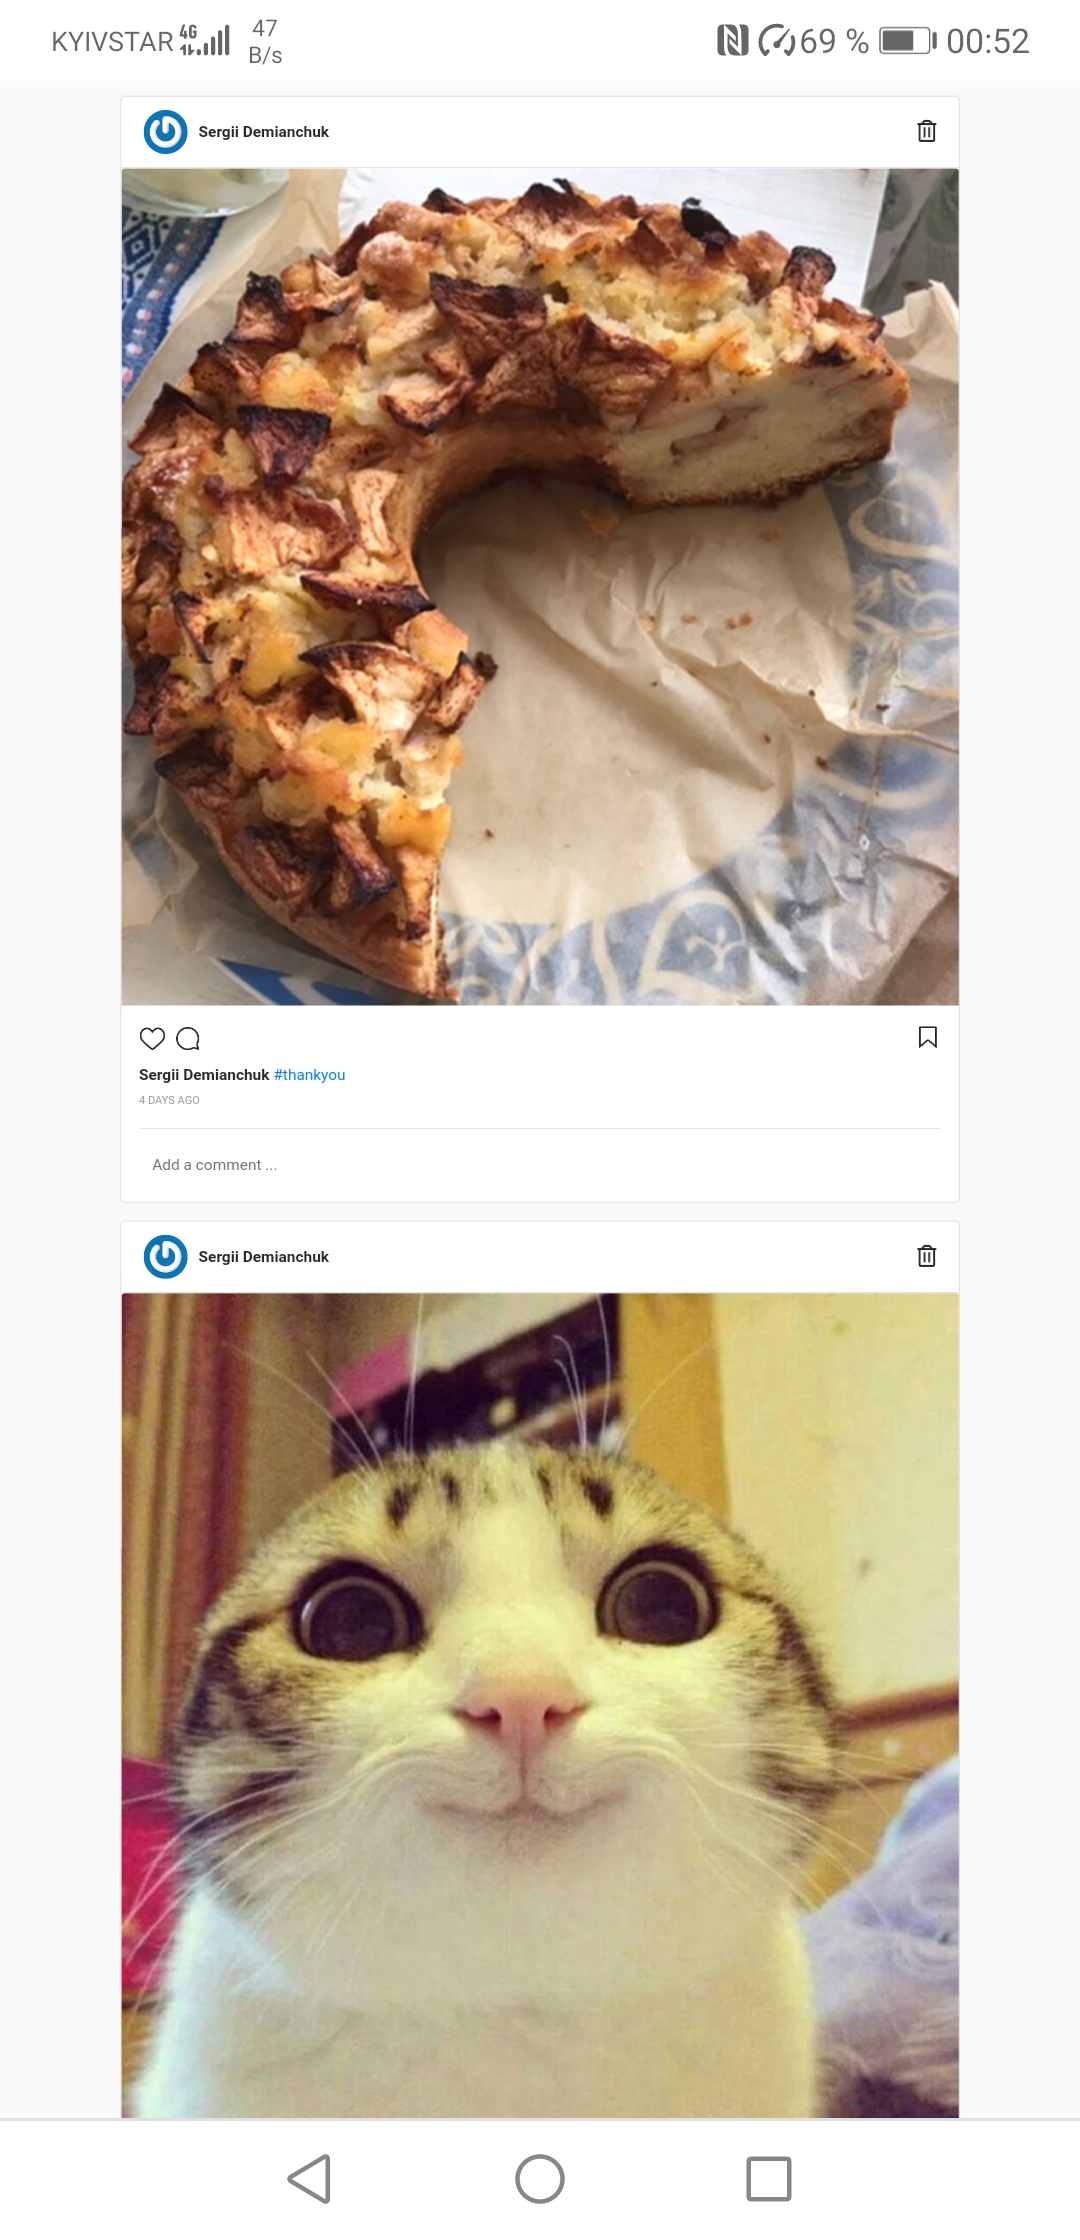 KYIVSTAR 4G 47 B/s 69 % 00:52
Sergii Demianchuk
Sergii Demianchuk #thankyou
4 DAYS AGO
Add a comment ...
Sergii Demianchuk